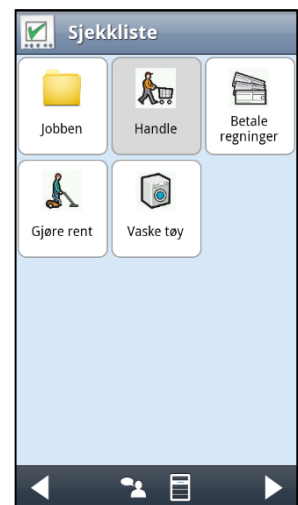 Sjekkliste
Jobben
Handle
Betale
regninger
Gjøre rent
Vaske tøy